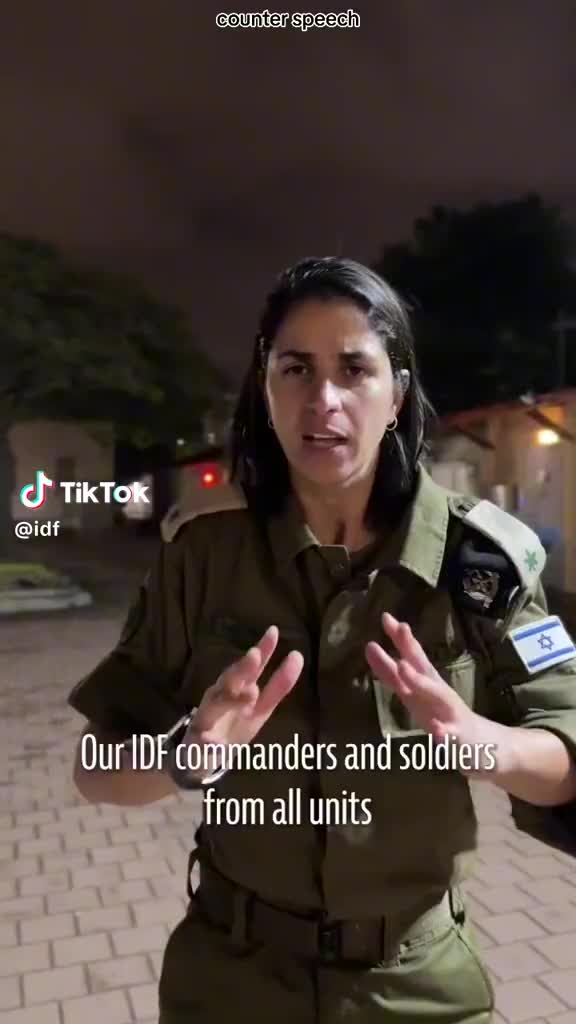 counter speech
TikTok
@idf
Our IDF commanders and soldiers
from all units